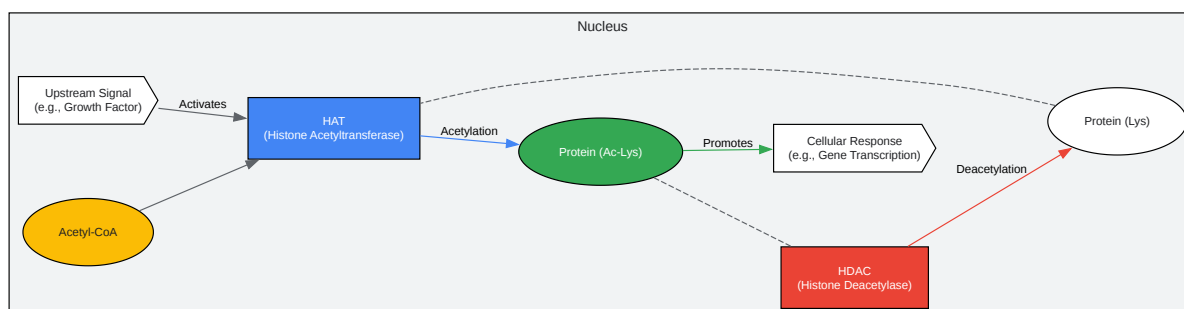 Nucleus
Upstream Signal
(e.g., Growth Factor)
Activates
HAT
(Histone Acetyltransferase)
Acetylation
Protein (Ac-Lys)
Promotes
Cellular Response
(e.g., Gene Transcription)
Protein (Lys)
Deacetylation
Acetyl-CoA
HDAC
(Histone Deacetylase)